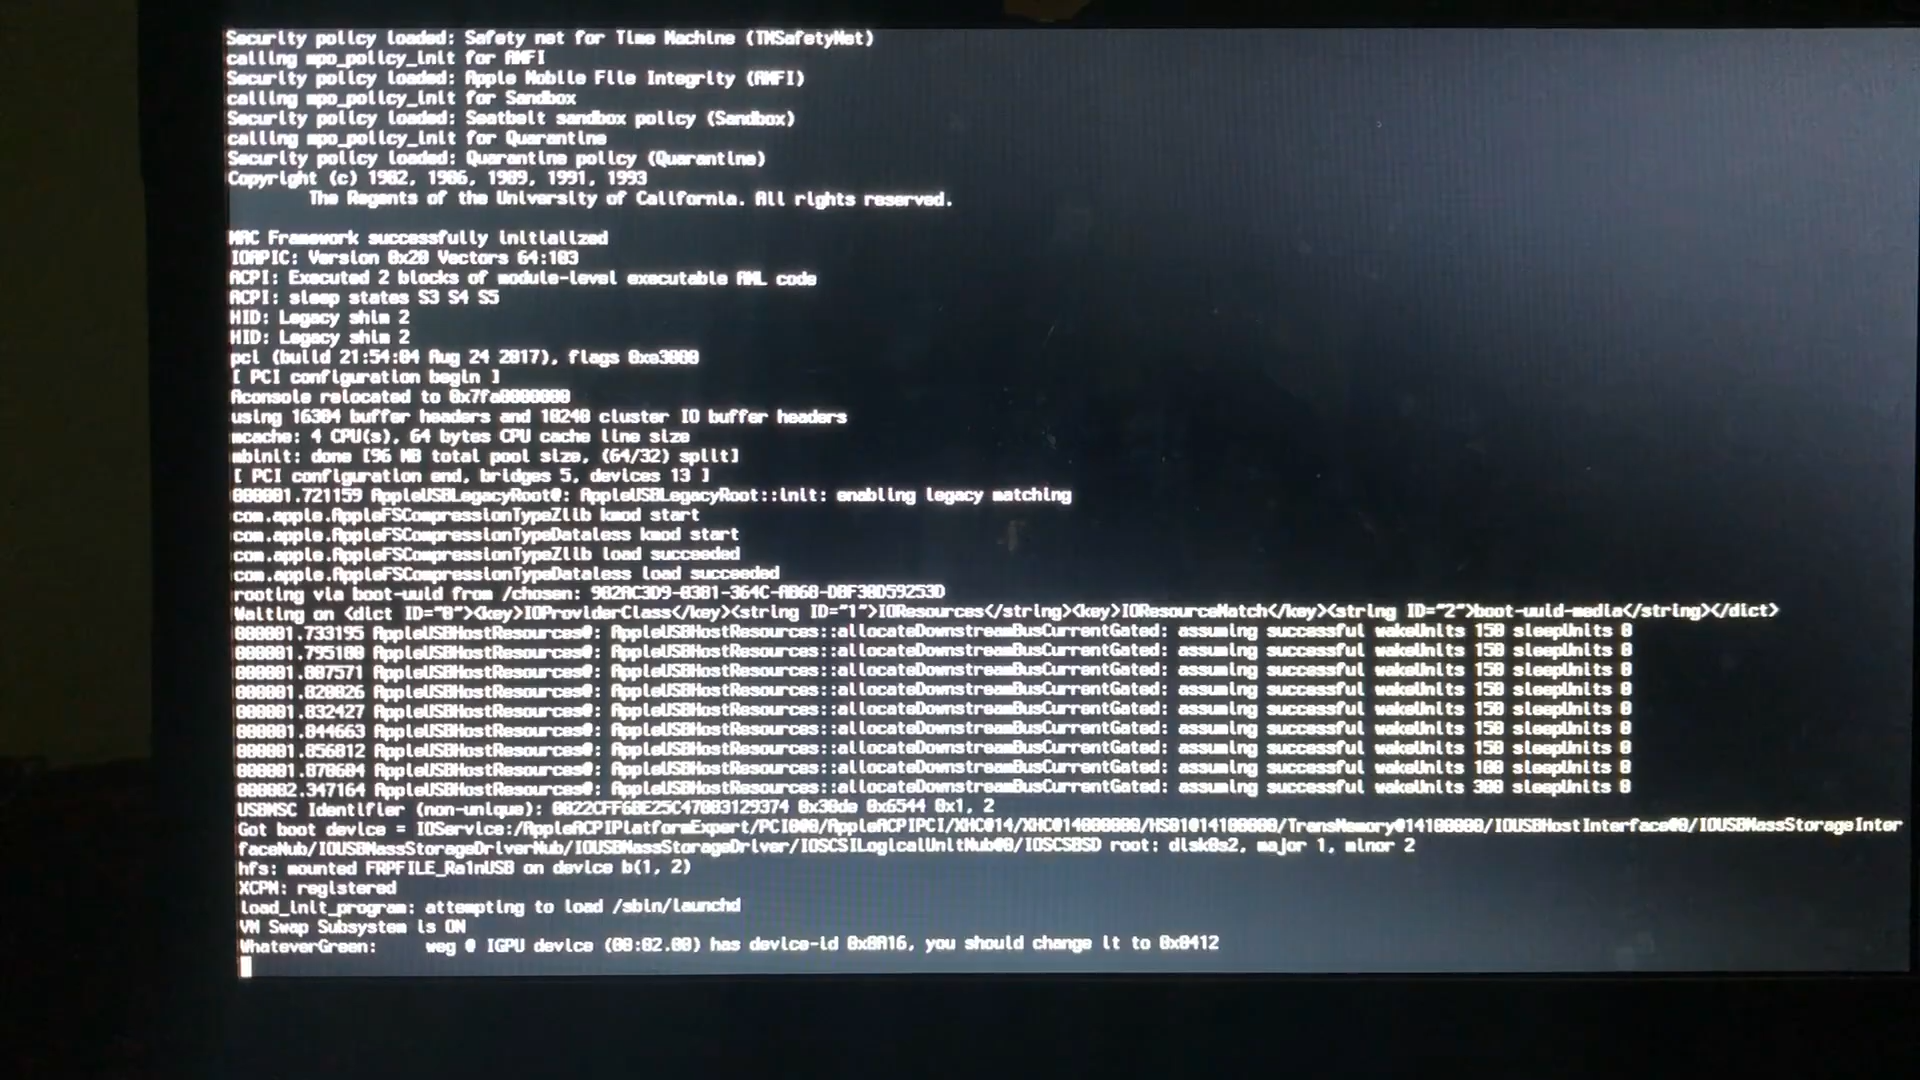 Security policy loaded: Safety net for Time Machine (TMSafetyNet)
calling mpo_policy_init for AMFI
Security policy loaded: Apple Mobile File Integrity (AMFI)
calling mpo_policy_init for Sandbox
Security policy loaded: Seatbelt sandbox policy (Sandbox)
calling mpo_policy_init for Quarantine
Security policy loaded: Quarantine policy (Quarantine)
Copyright (c) 1982, 1986, 1989, 1991, 1993
The Regents of the University of California. All rights reserved.
MAC Framework successfully initialized
IOAPIC: Version 0x20 Vectors 64:103
ACPI: Executed 2 blocks of module-level executable AML code
ACPI: sleep states S3 S4 S5
HID: Legacy shim 2
HID: Legacy shim 2
pci (build 21:54:04 Aug 24 2017), flags 0xe3000
[ PCI configuration begin ]
Aconsole relocated to 0x7fa0000000
using 16384 buffer headers and 10240 cluster IO buffer headers
mcache: 4 CPU(s), 64 bytes CPU cache line size
mbinit: done [96 MB total pool size, (64/32) split]
[ PCI configuration end, bridges 5, devices 13 ]
000001.721159 AppleUSBLegacyRoot@: AppleUSBLegacyRoot::init: enabling legacy matching
com.apple.AppleFSCompressionTypeZlib kmod start
com.apple.AppleFSCompressionTypeDataless kmod start
com.apple.AppleFSCompressionTypeZlib load succeeded
com.apple.AppleFSCompressionTypeDataless load succeeded
rooting via boot-uuid from /chosen:
Waiting on <dict ID="0"><key>IOProviderClass</key><string ID="1">IOResources</string><key>IOResourceMatch</key><string ID="2">boot-uuid-media</string></dict>
000001.733195 AppleUSBHostResources@: AppleUSBHostResources::allocateDownstreamBusCurrentGated: assuming successful wakeUnits 150 sleepUnits 0
000001.795180 AppleUSBHostResources@: AppleUSBHostResources::allocateDownstreamBusCurrentGated: assuming successful wakeUnits 150 sleepUnits 0
000001.807571 AppleUSBHostResources@: AppleUSBHostResources::allocateDownstreamBusCurrentGated: assuming successful wakeUnits 150 sleepUnits 0
000001.820026 AppleUSBHostResources@: AppleUSBHostResources::allocateDownstreamBusCurrentGated: assuming successful wakeUnits 150 sleepUnits 0
000001.832427 AppleUSBHostResources@: AppleUSBHostResources::allocateDownstreamBusCurrentGated: assuming successful wakeUnits 150 sleepUnits 0
000001.844663 AppleUSBHostResources@: AppleUSBHostResources::allocateDownstreamBusCurrentGated: assuming successful wakeUnits 150 sleepUnits 0
000001.856812 AppleUSBHostResources@: AppleUSBHostResources::allocateDownstreamBusCurrentGated: assuming successful wakeUnits 150 sleepUnits 0
000001.870604 AppleUSBHostResources@: AppleUSBHostResources::allocateDownstreamBusCurrentGated: assuming successful wakeUnits 100 sleepUnits 0
000002.347164 AppleUSBHostResources@: AppleUSBHostResources::allocateDownstreamBusCurrentGated: assuming successful wakeUnits 300 sleepUnits 0
USBMSC Identifier (non-unique): 0x30de 0x6544 0x1, 2
Got boot device = IOService:/AppleACPIPlatformExpert/PCI0@0/AppleACPIPCI/XHC@14/XHC@14000000/HS01@14100000/TransMemory@14100000/IOUSBHostInterface@0/IOUSBMassStorageInter
faceNub/IOUSBMassStorageDriverNub/IOUSBMassStorageDriver/IOSCSILogicalUnitNub@0/IOSCSBSD root: disk0s2, major 1, minor 2
hfs: mounted FRPFILE_Ra1nUSB on device b(1, 2)
XCPM: registered
load_init_program: attempting to load /sbin/launchd
VM Swap Subsystem is ON
WhateverGreen: weg @ IGPU device (00:02.00) has device-id 0x0A16, you should change it to 0x0412